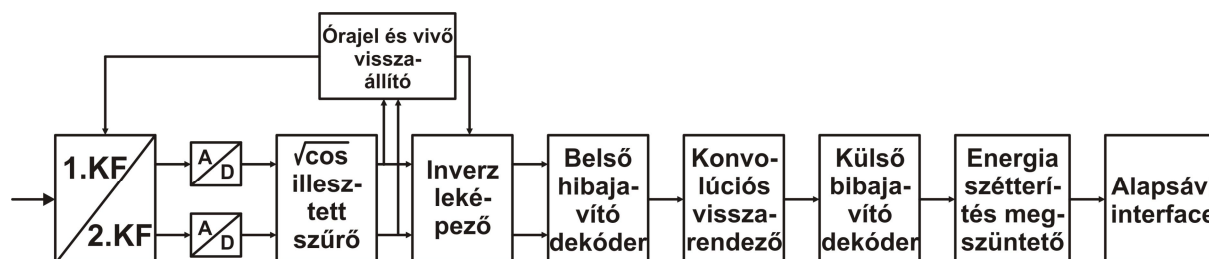 Órajel és vivő
vissza-
állító
1.KF
2.KF
A
D
A
D
√cos
illesz-
tett
szűrő
Inverz
leké-
pező
Belső
hibaja-
vító
dekóder
Konvo-
lúciós
vissza-
rendező
Külső
bibaja-
vító
dekóder
Energia
szétterí-
tés meg-
szüntető
Alapsáv
interface